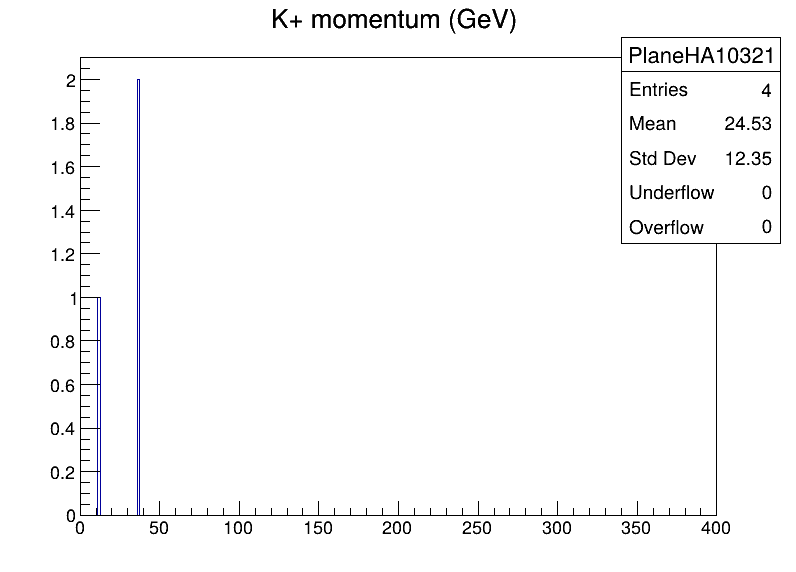 K+ momentum (GeV)
PlaneHA10321
Entries 4
Mean 24.53
Std Dev 12.35
Underflow 0
Overflow 0
2
1.8
1.6
1.4
1.2
1
0.8
0.6
0.4
0.2
0
0 50 100 150 200 250 300 350 400